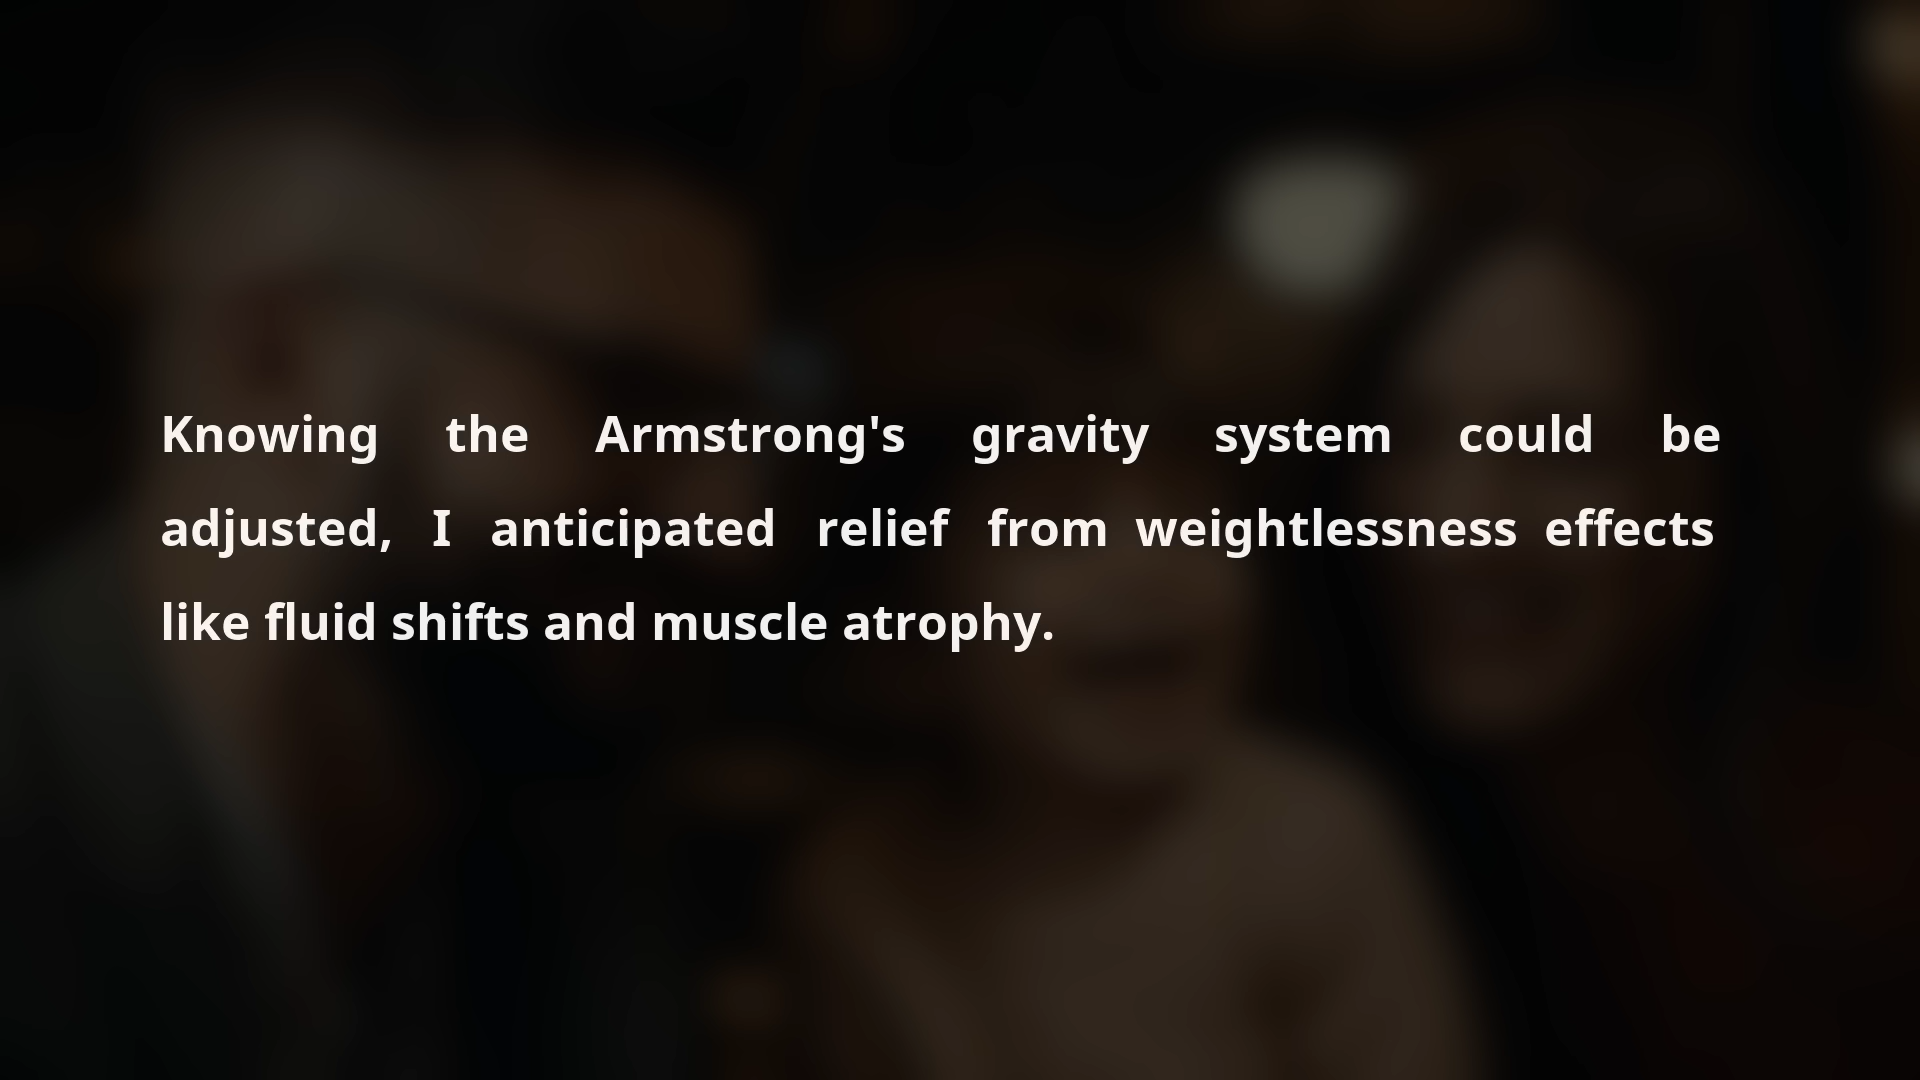 Knowing the Armstrong's gravity system could be
adjusted, I anticipated relief from weightlessness effects
like fluid shifts and muscle atrophy.